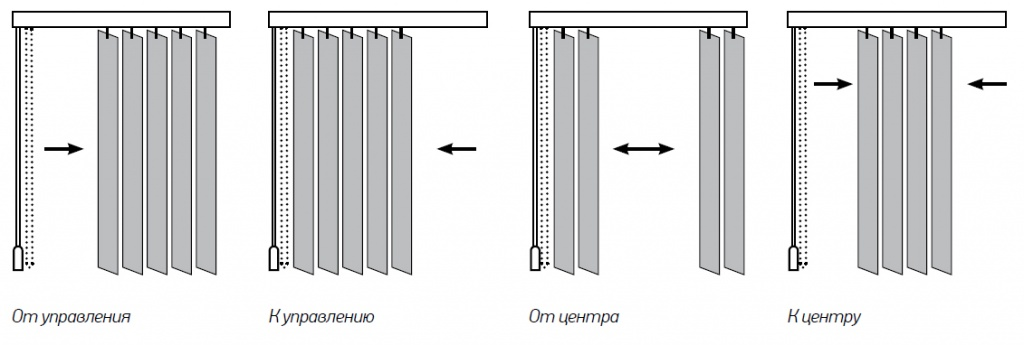 От управления
К управлению
От центра
К центру